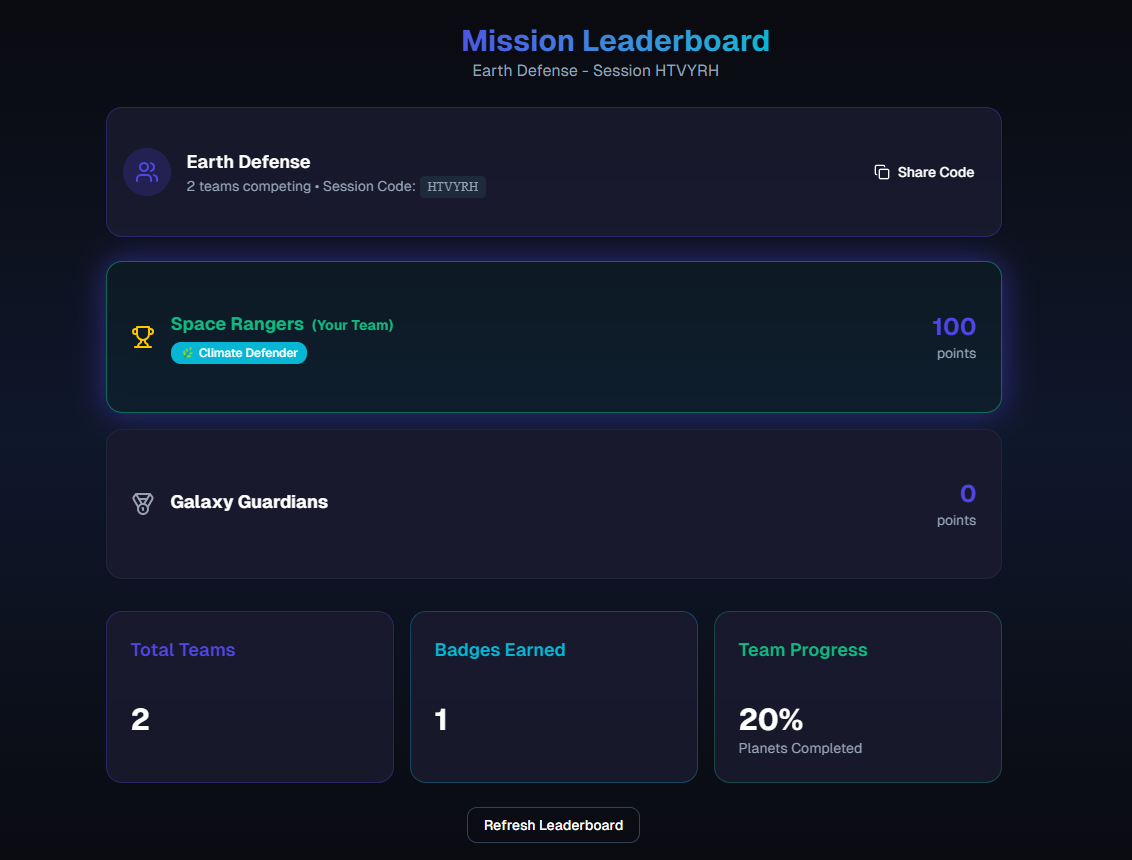 Mission Leaderboard
Earth Defense - Session HTVYRH
Earth Defense
2 teams competing • Session Code: HTVYRH
Share Code
Space Rangers (Your Team)
🌿 Climate Defender
100
points
Galaxy Guardians
0
points
Total Teams
2
Badges Earned
1
Team Progress
20%
Planets Completed
Refresh Leaderboard